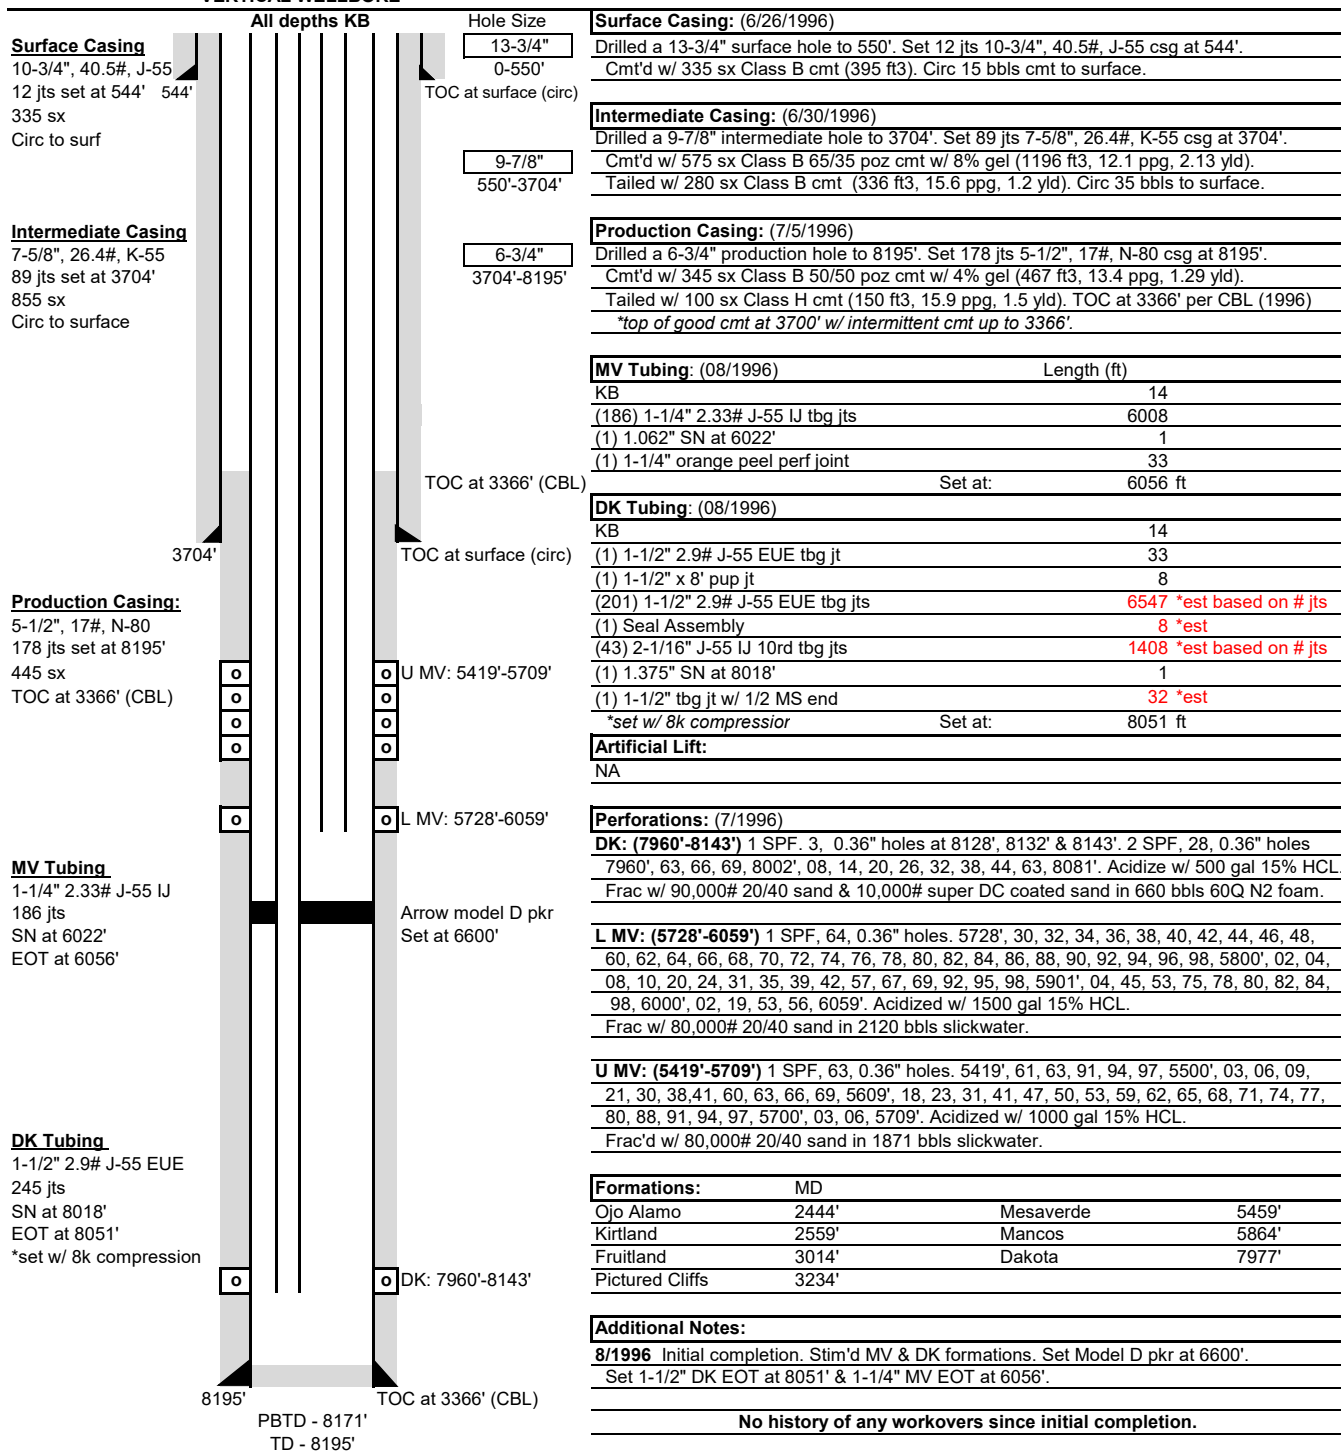 All depths KB
Hole Size
Surface Casing
10-3/4", 40.5#, J-55
12 jts set at 544'
544'
335 sx
Circ to surf
13-3/4"
0-550'
TOC at surface (circ)
9-7/8"
550'-3704'
Intermediate Casing
7-5/8", 26.4#, K-55
89 jts set at 3704'
855 sx
Circ to surface
6-3/4"
3704'-8195'
TOC at 3366' (CBL)
3704'
TOC at surface (circ)
Production Casing:
5-1/2", 17#, N-80
178 jts set at 8195'
445 sx
TOC at 3366' (CBL)
o o U MV: 5419'-5709'
o o
o o
o o
o o L MV: 5728'-6059'
MV Tubing
1-1/4" 2.33# J-55 IJ
186 jts
SN at 6022'
EOT at 6056'
Arrow model D pkr
Set at 6600'
DK Tubing
1-1/2" 2.9# J-55 EUE
245 jts
SN at 8018'
EOT at 8051'
*set w/ 8k compression
o o DK: 7960'-8143'
8195'
TOC at 3366' (CBL)
PBTD - 8171'
TD - 8195'
Surface Casing: (6/26/1996)
Drilled a 13-3/4" surface hole to 550'. Set 12 jts 10-3/4", 40.5#, J-55 csg at 544'.
Cmt'd w/ 335 sx Class B cmt (395 ft3). Circ 15 bbls cmt to surface.
Intermediate Casing: (6/30/1996)
Drilled a 9-7/8" intermediate hole to 3704'. Set 89 jts 7-5/8", 26.4#, K-55 csg at 3704'.
Cmt'd w/ 575 sx Class B 65/35 poz cmt w/ 8% gel (1196 ft3, 12.1 ppg, 2.13 yld).
Tailed w/ 280 sx Class B cmt (336 ft3, 15.6 ppg, 1.2 yld). Circ 35 bbls to surface.
Production Casing: (7/5/1996)
Drilled a 6-3/4" production hole to 8195'. Set 178 jts 5-1/2", 17#, N-80 csg at 8195'.
Cmt'd w/ 345 sx Class B 50/50 poz cmt w/ 4% gel (467 ft3, 13.4 ppg, 1.29 yld).
Tailed w/ 100 sx Class H cmt (150 ft3, 15.9 ppg, 1.5 yld). TOC at 3366' per CBL (1996)
*top of good cmt at 3700' w/ intermittent cmt up to 3366'.
MV Tubing: (08/1996) Length (ft)
KB 14
(186) 1-1/4" 2.33# J-55 IJ tbg jts 6008
(1) 1.062" SN at 6022' 1
(1) 1-1/4" orange peel perf joint 33
Set at: 6056 ft
DK Tubing: (08/1996)
KB 14
(1) 1-1/2" 2.9# J-55 EUE tbg jt 33
(1) 1-1/2" x 8' pup jt 8
(201) 1-1/2" 2.9# J-55 EUE tbg jts 6547 *est based on # jts
(1) Seal Assembly 8 *est
(43) 2-1/16" J-55 IJ 10rd tbg jts 1408 *est based on # jts
(1) 1.375" SN at 8018' 1
(1) 1-1/2" tbg jt w/ 1/2 MS end 32 *est
*set w/ 8k compressior Set at: 8051 ft
Artificial Lift:
NA
Perforations: (7/1996)
DK: (7960'-8143') 1 SPF. 3, 0.36" holes at 8128', 8132' & 8143'. 2 SPF, 28, 0.36" holes
7960', 63, 66, 69, 8002', 08, 14, 20, 26, 32, 38, 44, 63, 8081'. Acidize w/ 500 gal 15% HCL.
Frac w/ 90,000# 20/40 sand & 10,000# super DC coated sand in 660 bbls 60Q N2 foam.
L MV: (5728'-6059') 1 SPF, 64, 0.36" holes. 5728', 30, 32, 34, 36, 38, 40, 42, 44, 46, 48,
60, 62, 64, 66, 68, 70, 72, 74, 76, 78, 80, 82, 84, 86, 88, 90, 92, 94, 96, 98, 5800', 02, 04,
08, 10, 20, 24, 31, 35, 39, 42, 57, 67, 69, 92, 95, 98, 5901', 04, 45, 53, 75, 78, 80, 82, 84,
98, 6000', 02, 19, 53, 56, 6059'. Acidized w/ 1500 gal 15% HCL.
Frac w/ 80,000# 20/40 sand in 2120 bbls slickwater.
U MV: (5419'-5709') 1 SPF, 63, 0.36" holes. 5419', 61, 63, 91, 94, 97, 5500', 03, 06, 09,
21, 30, 38,41, 60, 63, 66, 69, 5609', 18, 23, 31, 41, 47, 50, 53, 59, 62, 65, 68, 71, 74, 77,
80, 88, 91, 94, 97, 5700', 03, 06, 5709'. Acidized w/ 1000 gal 15% HCL.
Frac'd w/ 80,000# 20/40 sand in 1871 bbls slickwater.
Formations: MD
Ojo Alamo 2444' Mesaverde 5459'
Kirtland 2559' Mancos 5864'
Fruitland 3014' Dakota 7977'
Pictured Cliffs 3234'
Additional Notes:
8/1996 Initial completion. Stim'd MV & DK formations. Set Model D pkr at 6600'.
Set 1-1/2" DK EOT at 8051' & 1-1/4" MV EOT at 6056'.
No history of any workovers since initial completion.